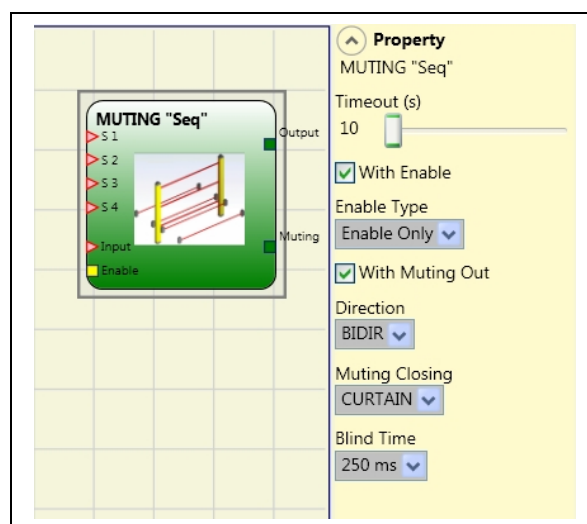 MUTING "Seq"
S 1
S 2
S 3
S 4
Input
Enable
Output
Muting
Property
MUTING "Seq"
Timeout (s)
10
With Enable
Enable Type
Enable Only
With Muting Out
Direction
BIDIR
Muting Closing
CURTAIN
Blind Time
250 ms